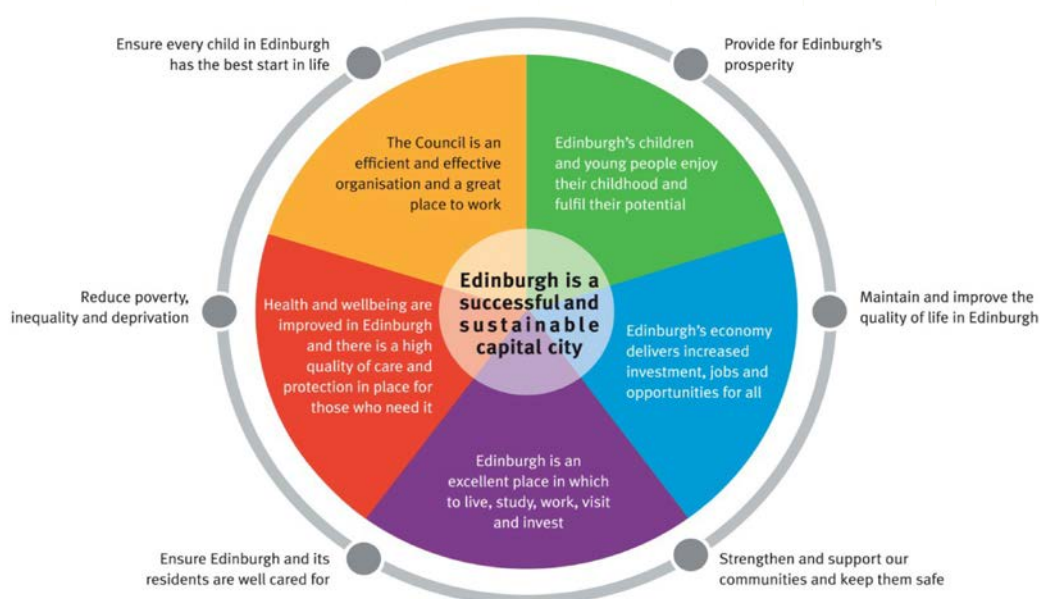 Ensure every child in Edinburgh
has the best start in life
Provide for Edinburgh's
prosperity
The Council is an
efficient and effective
organisation and a great
place to work
Edinburgh's children
and young people enjoy
their childhood and
fulfil their potential
Reduce poverty,
inequality and deprivation
Health and wellbeing are
improved in Edinburgh
and there is a high
quality of care and
protection in place for
those who need it
Edinburgh is a
successful and
sustainable
capital city
Edinburgh's economy
delivers increased
investment, jobs and
opportunities for all
Maintain and improve the
quality of life in Edinburgh
Edinburgh is an
excellent place in which
to live, study, work, visit
and invest
Ensure Edinburgh and its
residents are well cared for
Strengthen and support our
communities and keep them safe